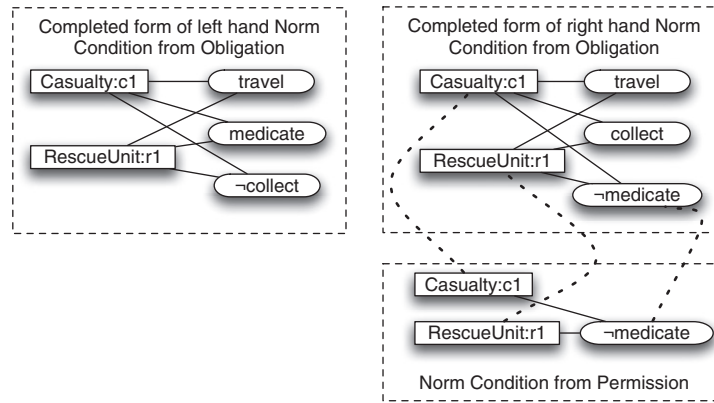 Completed form of left hand Norm
Condition from Obligation
Casualty:c1
travel
medicate
RescueUnit:r1
¬collect
Completed form of right hand Norm
Condition from Obligation
Casualty:c1
travel
collect
RescueUnit:r1
¬medicate
Casualty:c1
RescueUnit:r1
¬medicate
Norm Condition from Permission